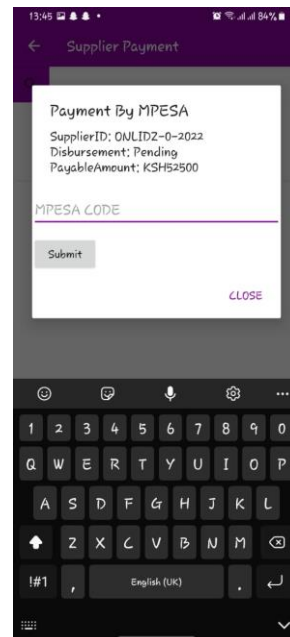 13:45
84%
Supplier Payment
Payment By MPESA
SupplierID: ONLIDZ-0-2022
Disbursement: Pending
PayableAmount: KSH52500
MPESA CODE
Submit
CLOSE
1 2 3 4 5 6 7 8 9 0
Q W E R T Y U I O P
A S D F G H J K L
Z X C V B N M
!#1 , English (UK) .